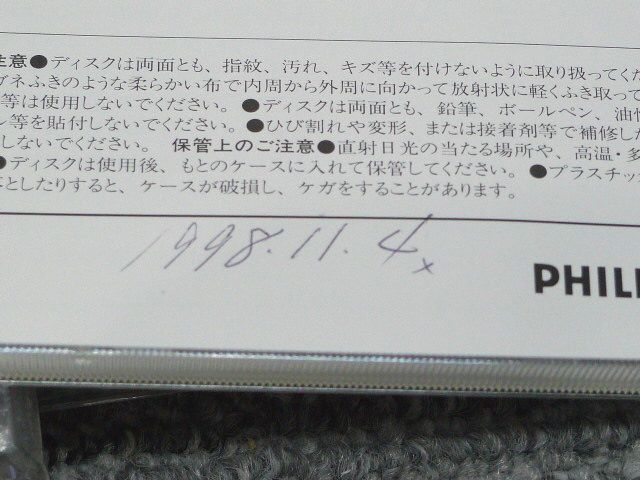 注意●ディスクは両面とも、指紋、汚れ、キズ等を付けないように取り扱ってくだ
ガネふきのような柔らかい布で内周から外周に向かって放射状に軽くふき取って
等は使用しないでください。●ディスクは両面とも、鉛筆、ボールペン、油性
ル等を貼付しないでください。●ひび割れや変形、または接着剤等で補修した
しないでください。 保管上のご注意●直射日光の当たる場所や、高温・多
●ディスクは使用後、もとのケースに入れて保管してください。●プラスチッ
落としたりすると、ケースが破損し、ケガをすることがあります。
1998.11.4x
PHILI